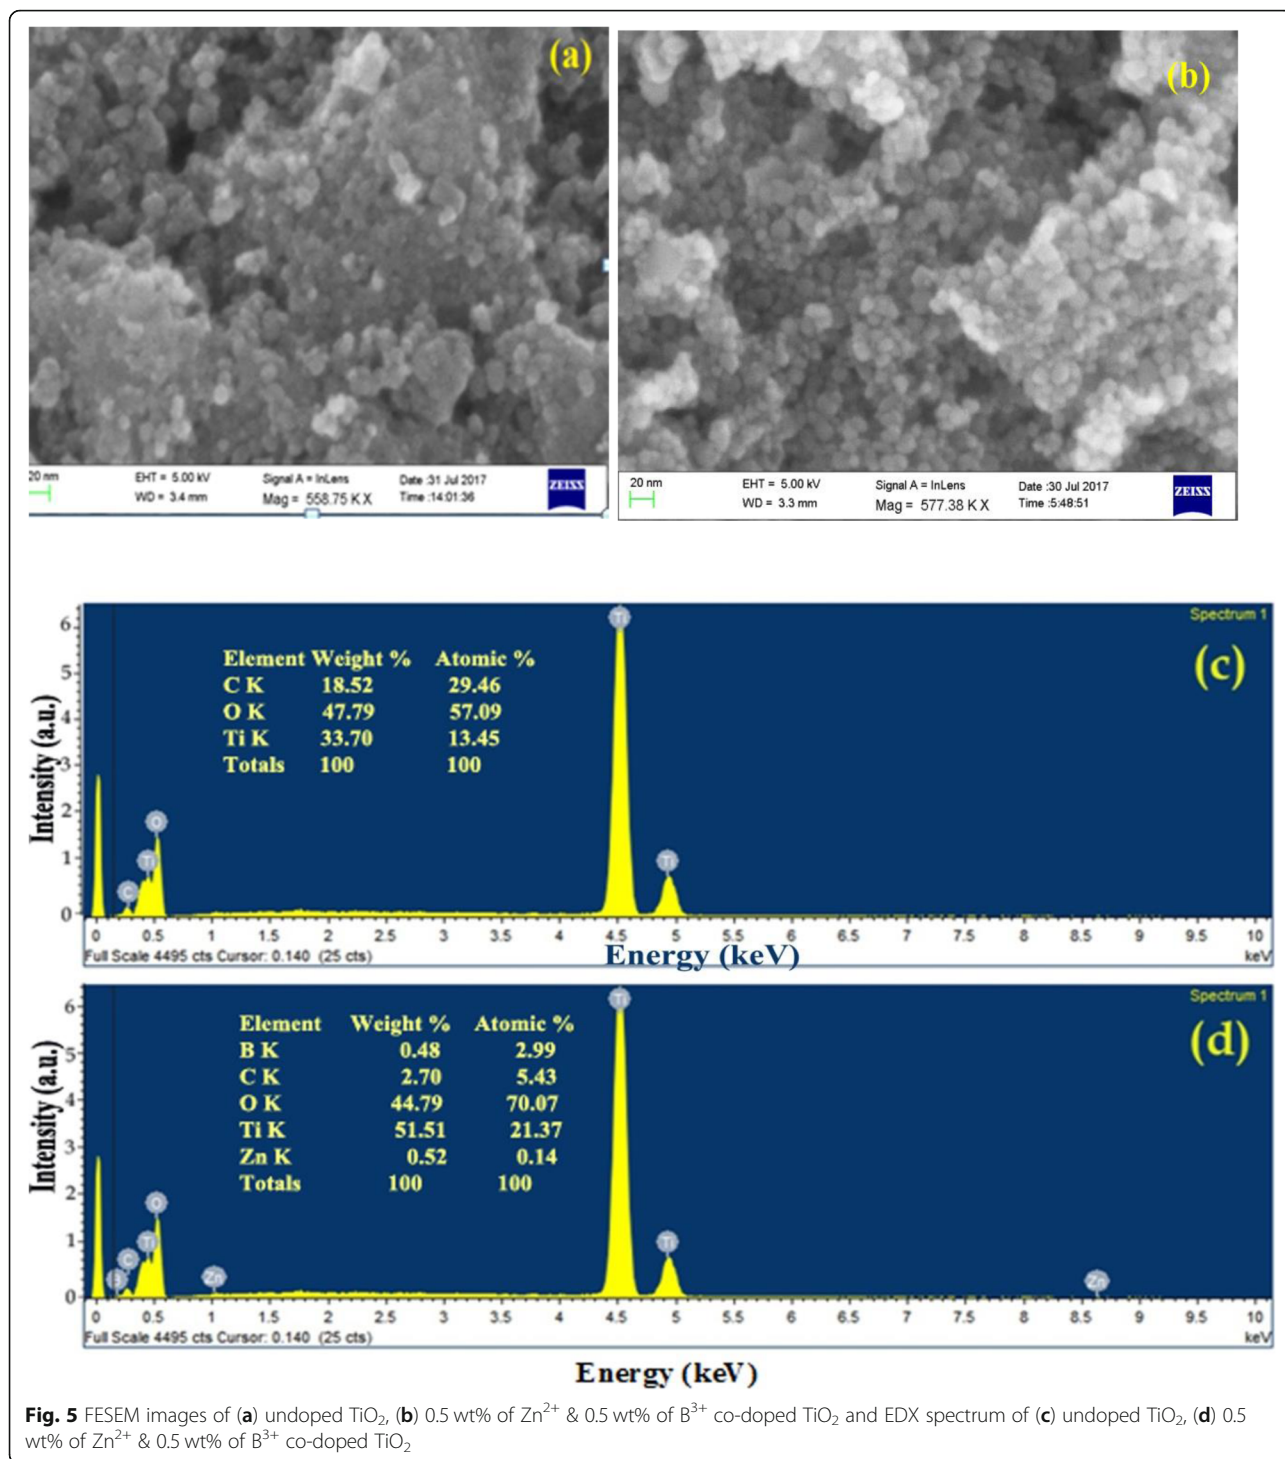 (a)
20 nm
EHT = 5.00 kV
Signal A = InLens
Date :31 Jul 2017
WD = 3.4 mm
Mag = 558.75 K X
Time :14:01:36
ZEISS
(b)
20 nm
EHT = 5.00 kV
Signal A = InLens
Date :30 Jul 2017
WD = 3.3 mm
Mag = 577.38 K X
Time :5:48:51
ZEISS
Spectrum 1
(c)
Intensity (a.u.)
6
5
4
3
2
1
0
Element Weight % Atomic %
C K 18.52 29.46
O K 47.79 57.09
Ti K 33.70 13.45
Totals 100 100
C
Ti
O
Ti
Ti
0 0.5 1 1.5 2 2.5 3 3.5 4 4.5 5 5.5 6 6.5 7 7.5 8 8.5 9 9.5 10
Full Scale 4495 cts Cursor: 0.140 (25 cts)
Energy (keV)
keV
Spectrum 1
(d)
Intensity (a.u.)
6
5
4
3
2
1
0
Element Weight % Atomic %
B K 0.48 2.99
C K 2.70 5.43
O K 44.79 70.07
Ti K 51.51 21.37
Zn K 0.52 0.14
Totals 100 100
B
C
Ti
O
Zn
Ti
Ti
Zn
0 0.5 1 1.5 2 2.5 3 3.5 4 4.5 5 5.5 6 6.5 7 7.5 8 8.5 9 9.5 10
Full Scale 4495 cts Cursor: 0.140 (25 cts)
keV
Energy (keV)
Fig. 5 FESEM images of (a) undoped TiO₂, (b) 0.5 wt% of Zn²⁺ & 0.5 wt% of B³⁺ co-doped TiO₂ and EDX spectrum of (c) undoped TiO₂, (d) 0.5
wt% of Zn²⁺ & 0.5 wt% of B³⁺ co-doped TiO₂